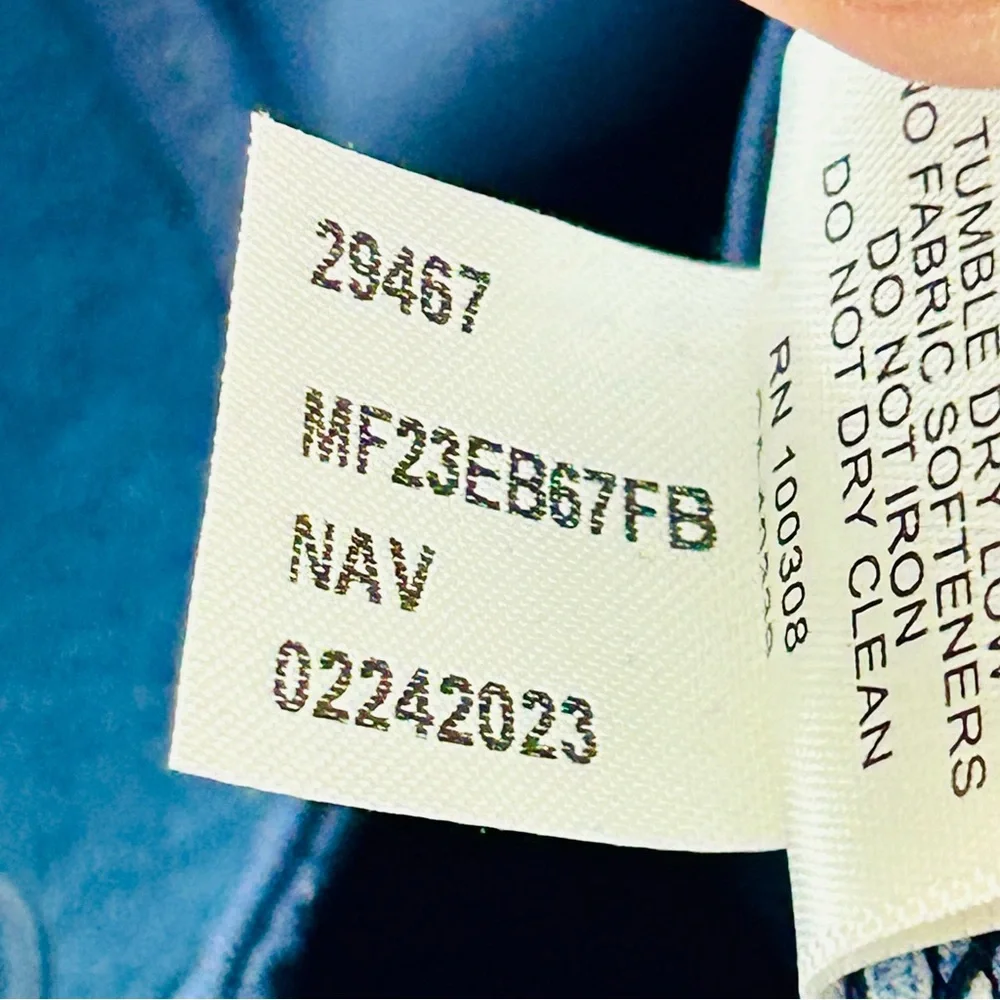 29467
MF23EB67FB
NAV
02242023
TUMBLE DRY LOW
NO FABRIC SOFTENERS
DO NOT IRON
DO NOT DRY CLEAN
RN 100308